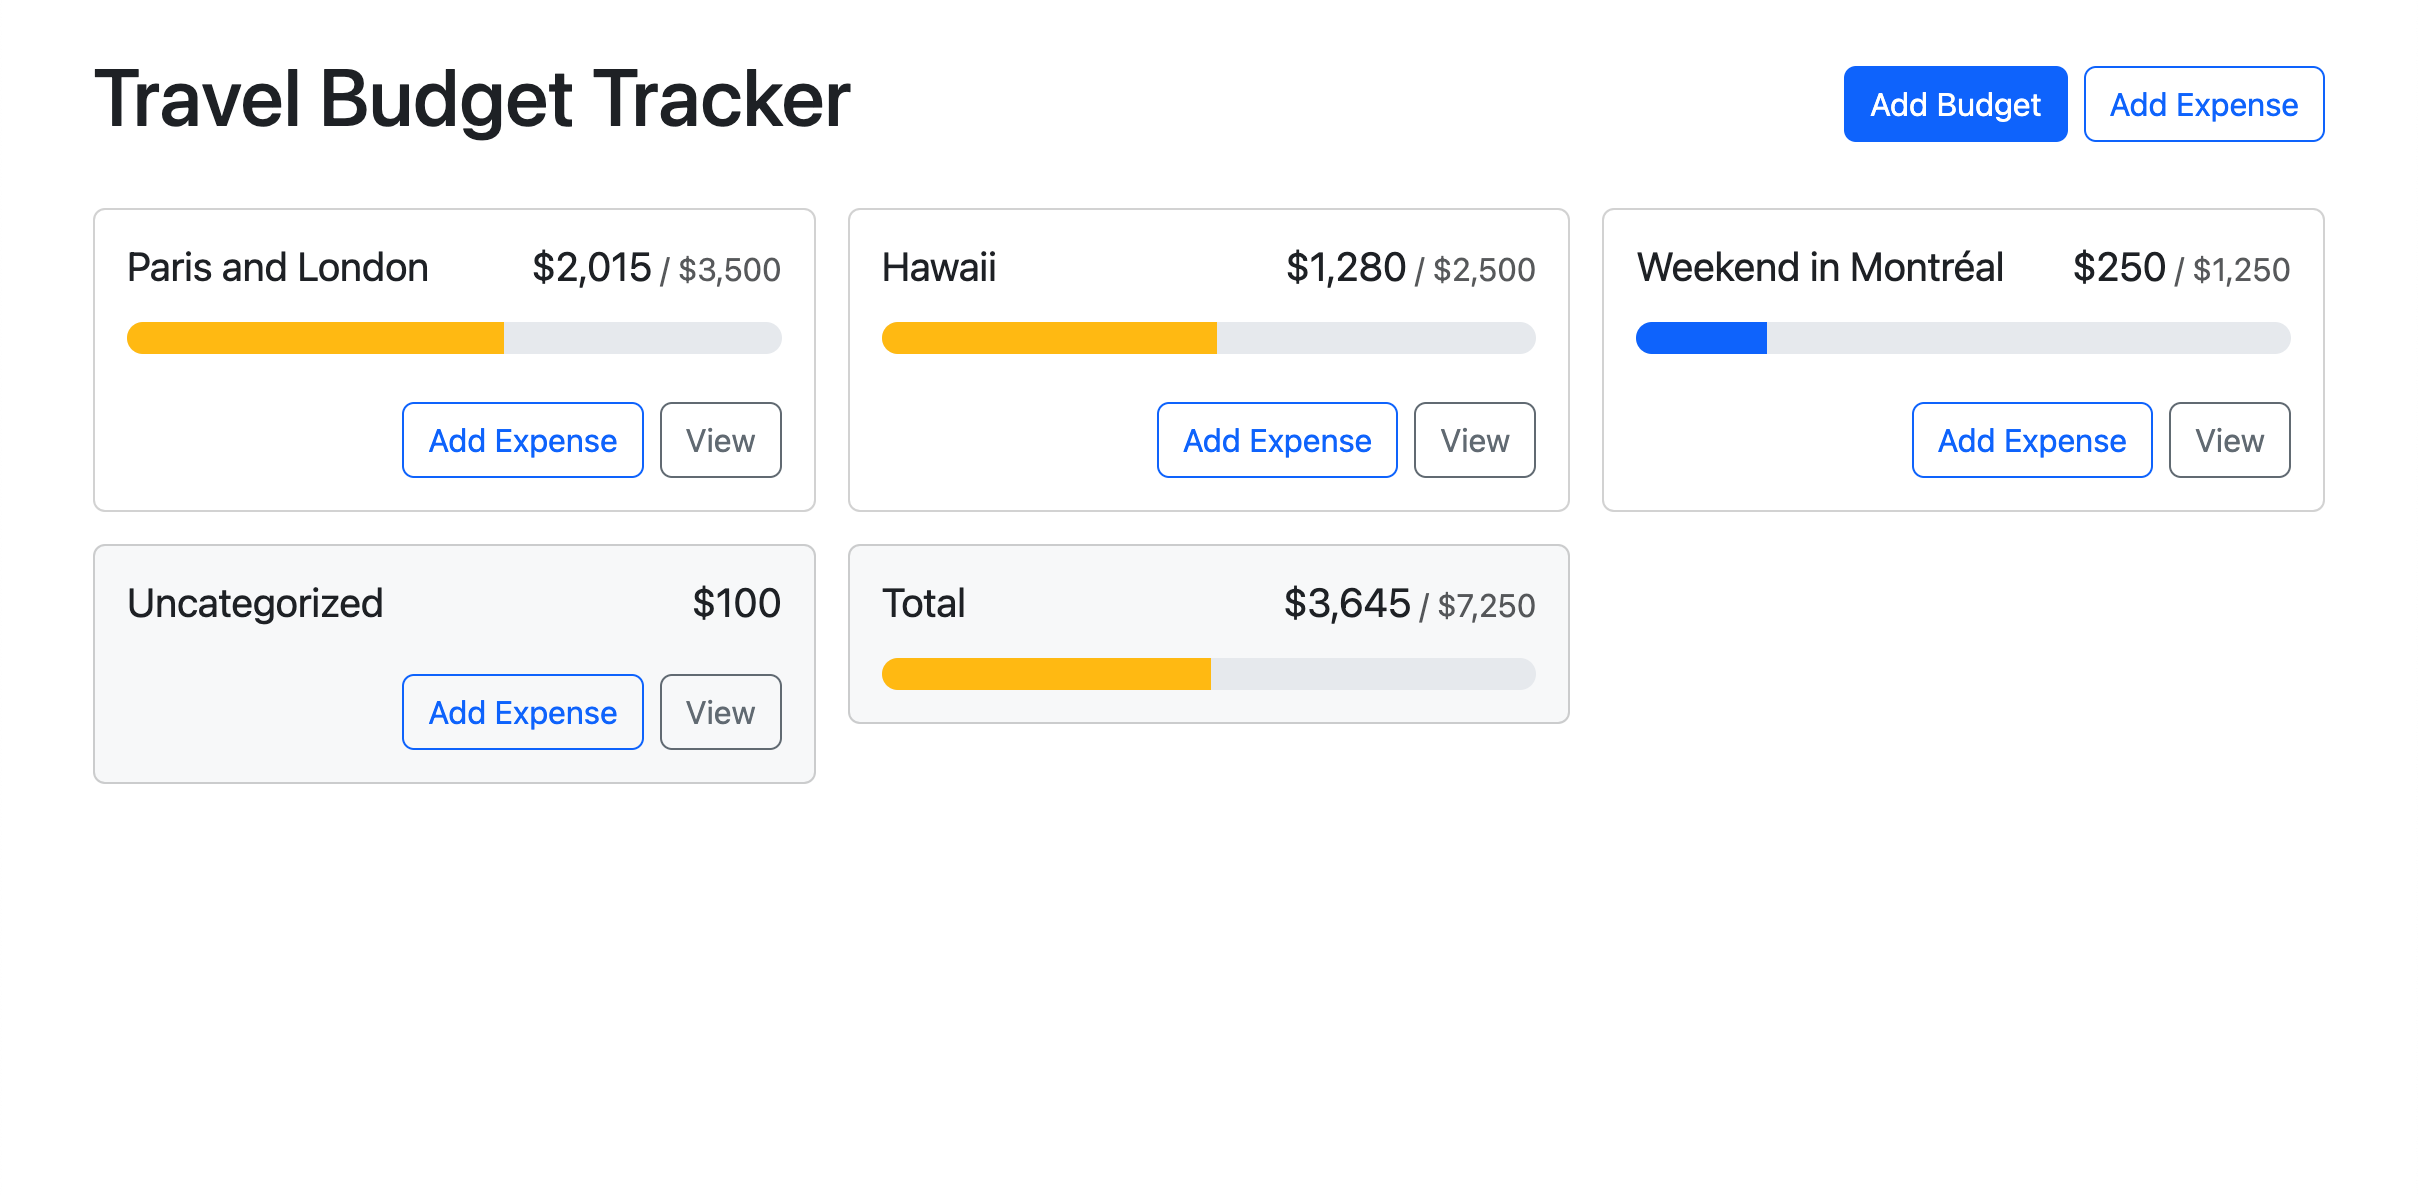 Travel Budget Tracker
Add Budget
Add Expense
Paris and London $2,015 / $3,500
Add Expense
View
Hawaii $1,280 / $2,500
Add Expense
View
Weekend in Montréal $250 / $1,250
Add Expense
View
Uncategorized $100
Add Expense
View
Total $3,645 / $7,250